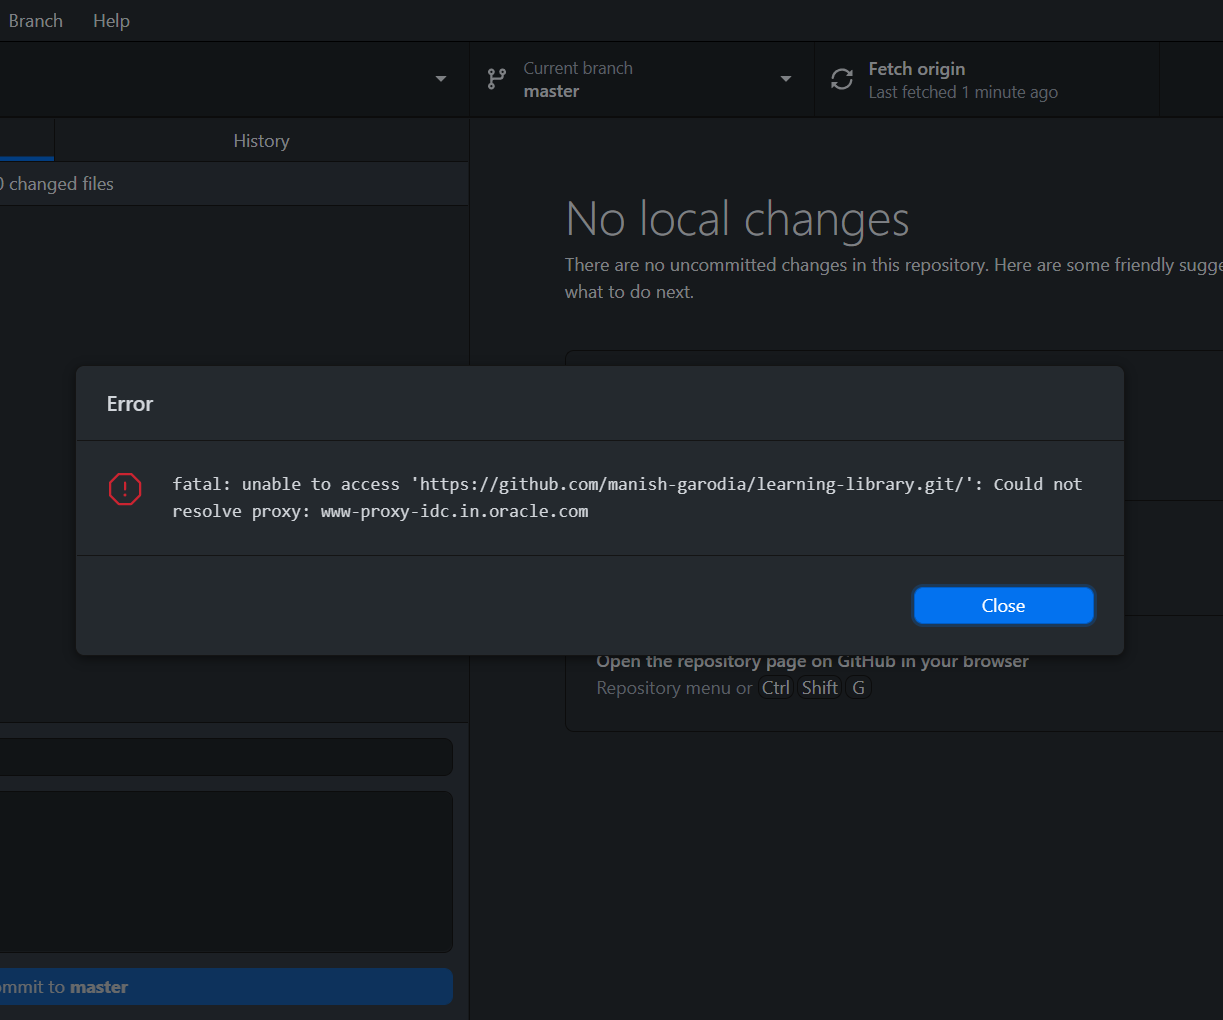 Branch Help
Current branch
master
Fetch origin
Last fetched 1 minute ago
History
0 changed files
No local changes
There are no uncommitted changes in this repository. Here are some friendly sugge
what to do next.
Error
fatal: unable to access 'https://github.com/manish-garodia/learning-library.git/': Could not
resolve proxy: www-proxy-idc.in.oracle.com
Close
Open the repository page on GitHub in your browser
Repository menu or Ctrl Shift G
ommit to master